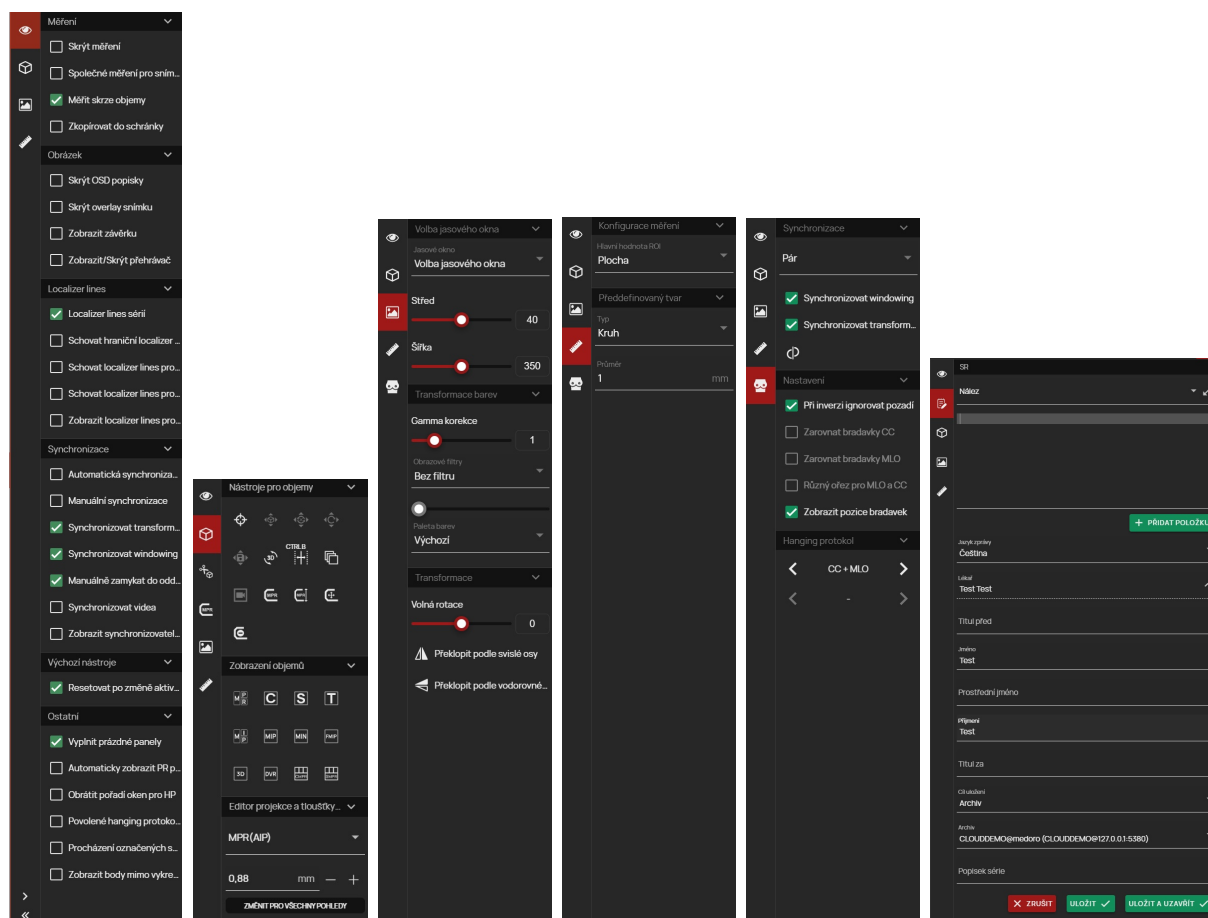 Měření
Skrýt měření
Společné měření pro sním...
Měřit skrze objemy
Zkopírovat do schránky
Obrázek
Skrýt OSD popisky
Skrýt overlay snímku
Zobrazit závěrku
Zobrazit/Skrýt přehrávač
Localizer lines
Localizer lines sérií
Schovat hraniční localizer ...
Schovat localizer lines pro...
Schovat localizer lines pro...
Zobrazit localizer lines pro...
Synchronizace
Automatická synchroniza...
Manuální synchronizace
Synchronizovat transform...
Synchronizovat windowing
Manuálně zamykat do odd...
Synchronizovat videa
Zobrazit synchronizovatel...
Výchozí nástroje
Resetovat po změně aktiv...
Ostatní
Vyplnit prázdné panely
Automaticky zobrazit PR p...
Obrátit pořadí oken pro HP
Povolené hanging protoko...
Procházení označených s...
Zobrazit body mimo vykre...
Nástroje pro objemy
CTRL B
3D
MPR
MPR
Zobrazení objemů
MPR C S T
MIP MIP MIN FMIP
3D DVR
Editor projekce a tloušťky...
MPR(AIP)
0,88 mm
ZMĚNIT PRO VŠECHNY POHLEDY
Volba jasového okna
Jasové okno
Volba jasového okna
Střed
40
Šířka
350
Transformace barev
Gamma korekce
1
Obrazové filtry
Bez filtru
Paleta barev
Výchozí
Transformace
Volná rotace
0
Překlopit podle svislé osy
Překlopit podle vodorovné...
Konfigurace měření
Hlavní hodnota ROI
Plocha
Předdefinovaný tvar
Typ
Kruh
Průměr
1 mm
Synchronizace
Pár
Synchronizovat windowing
Synchronizovat transform...
Nastavení
Při inverzi ignorovat pozadí
Zarovnat bradavky CC
Zarovnat bradavky MLO
Různý ořez pro MLO a CC
Zobrazit pozice bradavek
Hanging protokol
CC + MLO
-
SR
Nález
+ PŘIDAT POLOŽKU
Jazyk zprávy
Čeština
Lékař
Test Test
Titul před
Jméno
Test
Prostřední jméno
Příjmení
Test
Titul za
Cíl uložení
Archiv
Archiv
CLOUDDEMO@medoro (CLOUDDEMO@127.0.0.1:5380)
Popisek série
ZRUŠIT ULOŽIT ULOŽIT A UZAVŘÍT